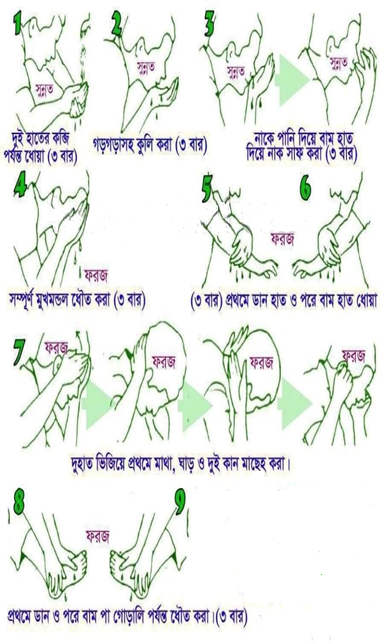 1
2
3
সুন্নত
সুন্নত
সুন্নত
সুন্নত
দুই হাতের কব্জি
পর্যন্ত ধোয়া (৩ বার)
গড়গড়াসহ কুলি করা (৩ বার)
নাকে পানি দিয়ে বাম হাত
দিয়ে নাক সাফ করা (৩ বার)
4
5
6
ফরজ
ফরজ
সম্পূর্ণ মুখমন্ডল ধৌত করা (৩ বার)
(৩ বার) প্রথমে ডান হাত ও পরে বাম হাত ধোয়া
7
ফরজ
ফরজ
ফরজ
ফরজ
দুহাত ভিজিয়ে প্রথমে মাথা, ঘাড় ও দুই কান মাছেহ করা।
8
9
ফরজ
প্রথমে ডান ও পরে বাম পা গোড়ালি পর্যন্ত ধৌত করা।(৩ বার)